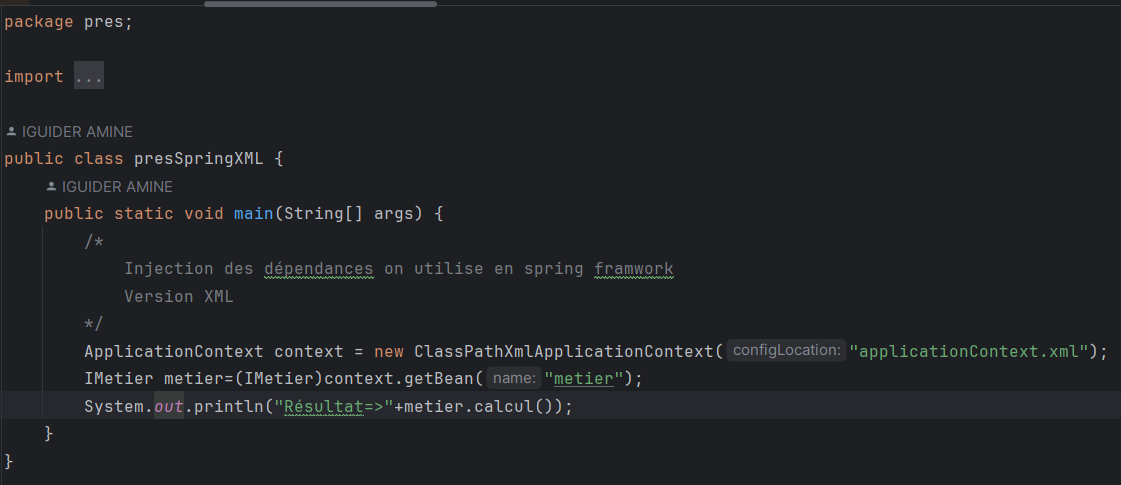 package pres;
import ...
IGUIDER AMINE
public class presSpringXML {
IGUIDER AMINE
public static void main(String[] args) {
/*
Injection des dépendances on utilise en spring framwork
Version XML
*/
ApplicationContext context = new ClassPathXmlApplicationContext( configLocation: "applicationContext.xml");
IMetier metier=(IMetier)context.getBean( name: "metier");
System.out.println("Résultat=>"+metier.calcul());
}
}